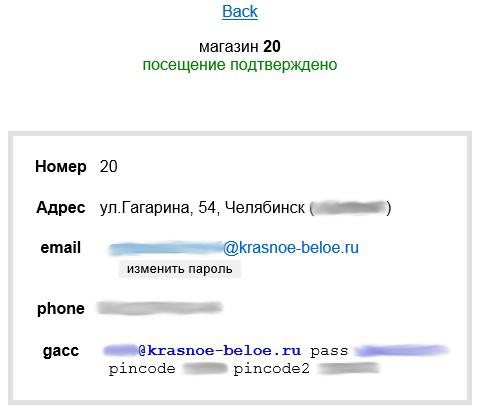 Back
магазин 20
посещение подтверждено
Номер 20
Адрес ул.Гагарина, 54, Челябинск ( )
email @krasnoe-beloe.ru
изменить пароль
phone
gacc @krasnoe-beloe.ru pass
pincode pincode2